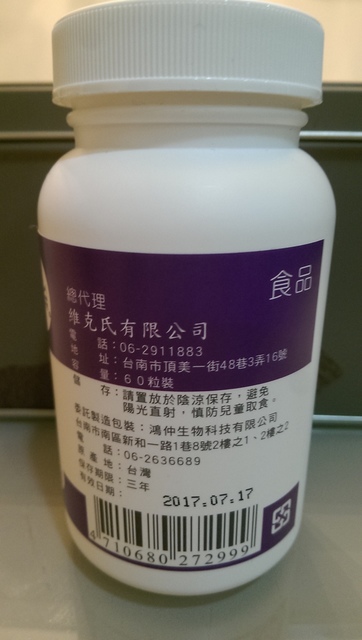 食品
總代理
維克氏有限公司
電　　話：06-2911883
地　　址：台南市頂美一街48巷3弄16號
容　　量：６０粒裝
儲　　存：請置放於陰涼保存，避免
陽光直射，慎防兒童取食。
委託製造包裝：鴻仲生物科技有限公司
台南市南區新和一路1巷8號2樓之1、2樓之2
電　　話：06-2636689
原 產 地：台灣
保存期限：三年
有效日期：
2017.07.17
4 710680 272999